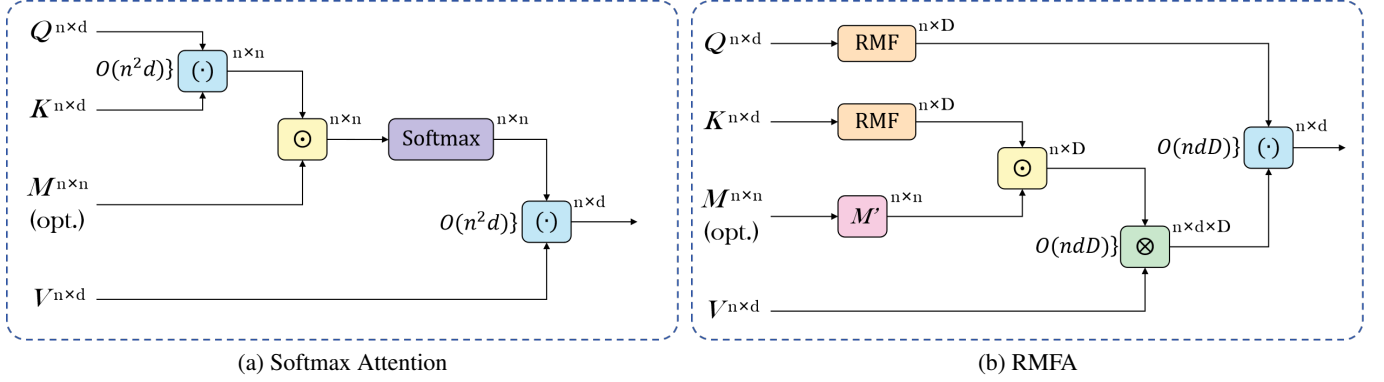 Q n×d
n×n
O(n²d)} (·)
K n×d
n×n
n×n
⊙
Softmax
M n×n
(opt.)
O(n²d)} (·)
n×d
V n×d
(a) Softmax Attention
Q n×d
RMF
n×D
K n×d
RMF
n×D
O(ndD)} (·)
n×d
⊙
n×D
M n×n
(opt.)
M'
n×n
O(ndD)} ⊗
n×d×D
V n×d
(b) RMFA